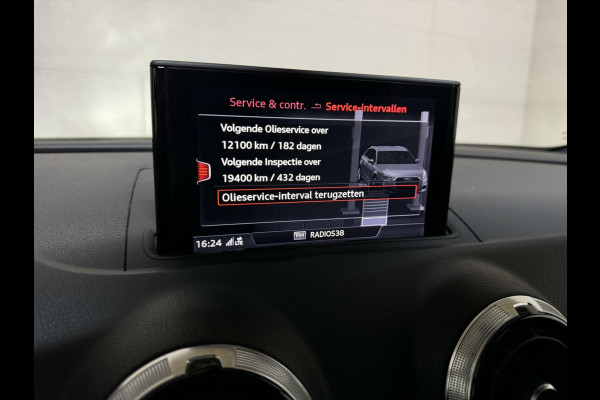 Service & contr. Service-intervallen
Volgende Olieservice over
12100 km / 182 dagen
Volgende Inspectie over
19400 km / 432 dagen
Olieservice-interval terugzetten
16:24 LTE RADIO538